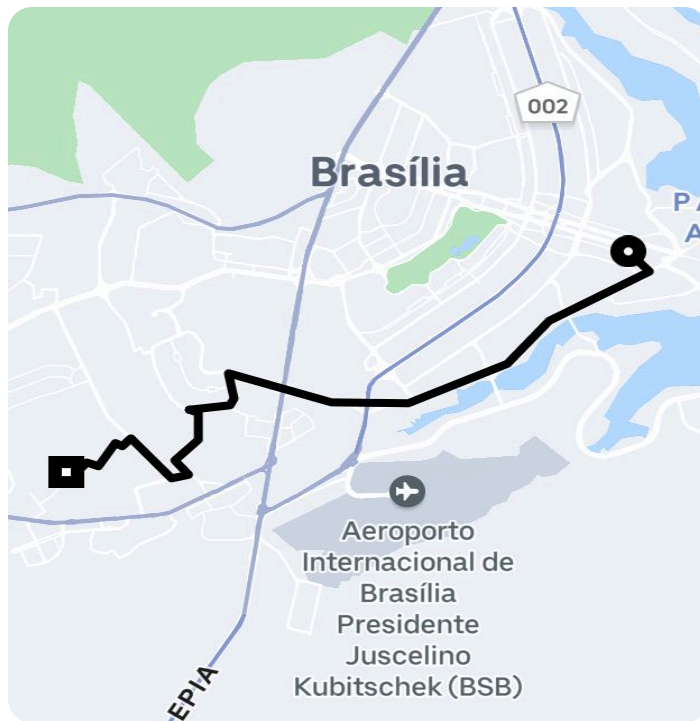 002
Brasília
P A
A
Aeroporto
Internacional de
Brasília
Presidente
Juscelino
Kubitschek (BSB)
EPIA